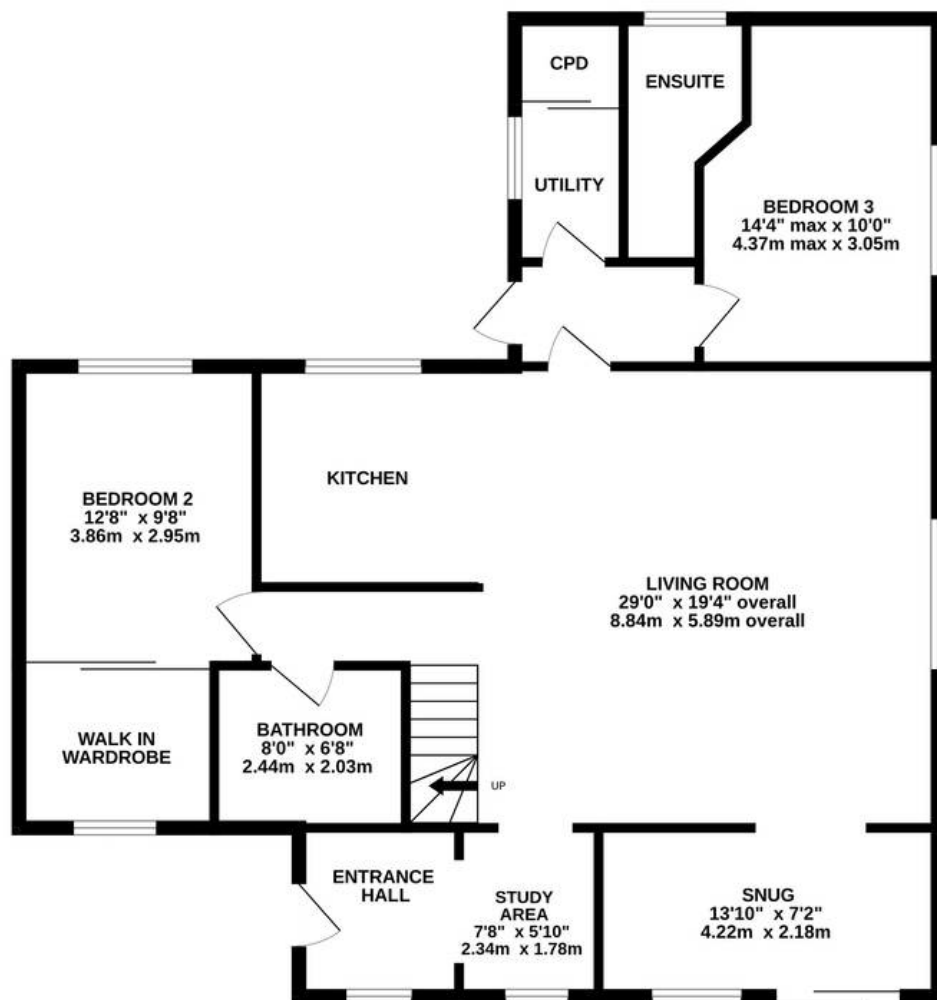 CPD
ENSUITE
UTILITY
BEDROOM 3
14'4" max x 10'0"
4.37m max x 3.05m
KITCHEN
BEDROOM 2
12'8" x 9'8"
3.86m x 2.95m
LIVING ROOM
29'0" x 19'4" overall
8.84m x 5.89m overall
WALK IN
WARDROBE
BATHROOM
8'0" x 6'8"
2.44m x 2.03m
UP
ENTRANCE
HALL
STUDY
AREA
7'8" x 5'10"
2.34m x 1.78m
SNUG
13'10" x 7'2"
4.22m x 2.18m